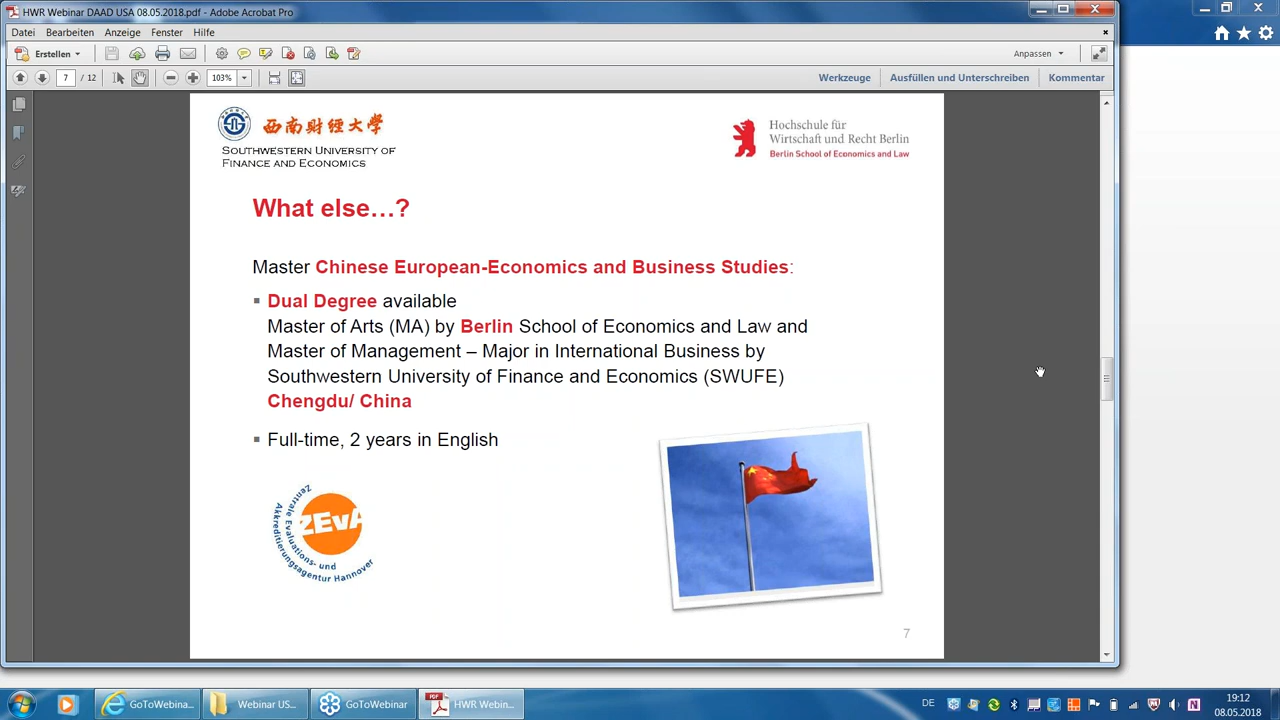 HWR Webinar DAAD USA 08.05.2018.pdf - Adobe Acrobat Pro
Datei Bearbeiten Anzeige Fenster Hilfe
Erstellen Anpassen
7 / 12 103% Werkzeuge Ausfüllen und Unterschreiben Kommentar
西南财经大学
SOUTHWESTERN UNIVERSITY OF
FINANCE AND ECONOMICS
Hochschule für
Wirtschaft und Recht Berlin
Berlin School of Economics and Law
What else…?
Master Chinese European-Economics and Business Studies:
▪ Dual Degree available
Master of Arts (MA) by Berlin School of Economics and Law and
Master of Management – Major in International Business by
Southwestern University of Finance and Economics (SWUFE)
Chengdu/ China
▪ Full-time, 2 years in English
ZEvA
Zentrale Evaluations- und
Akkreditierungsagentur Hannover
7
GoToWebina... Webinar US... GoToWebinar HWR Webin... DE 19:12
08.05.2018